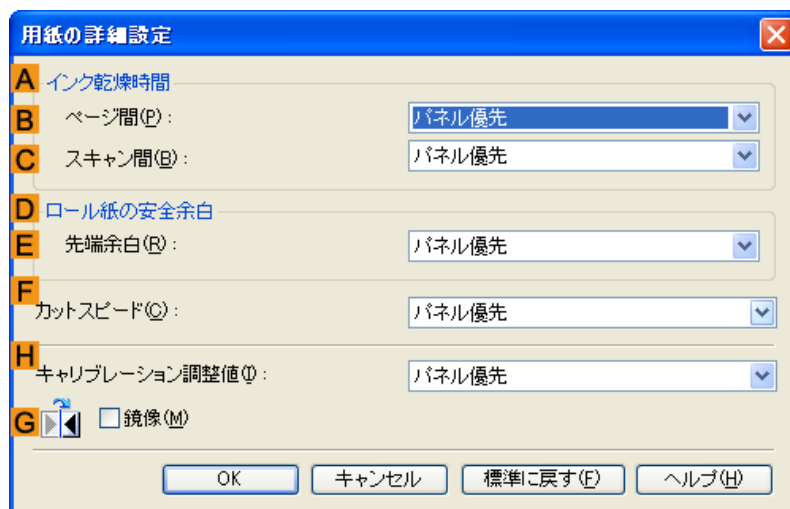 用紙の詳細設定
A インク乾燥時間
B ページ間(P): パネル優先
C スキャン間(B): パネル優先
D ロール紙の安全余白
E 先端余白(R): パネル優先
F
カットスピード(C): パネル優先
H
キャリブレーション調整値(I): パネル優先
G 鏡像(M)
OK キャンセル 標準に戻す(F) ヘルプ(H)